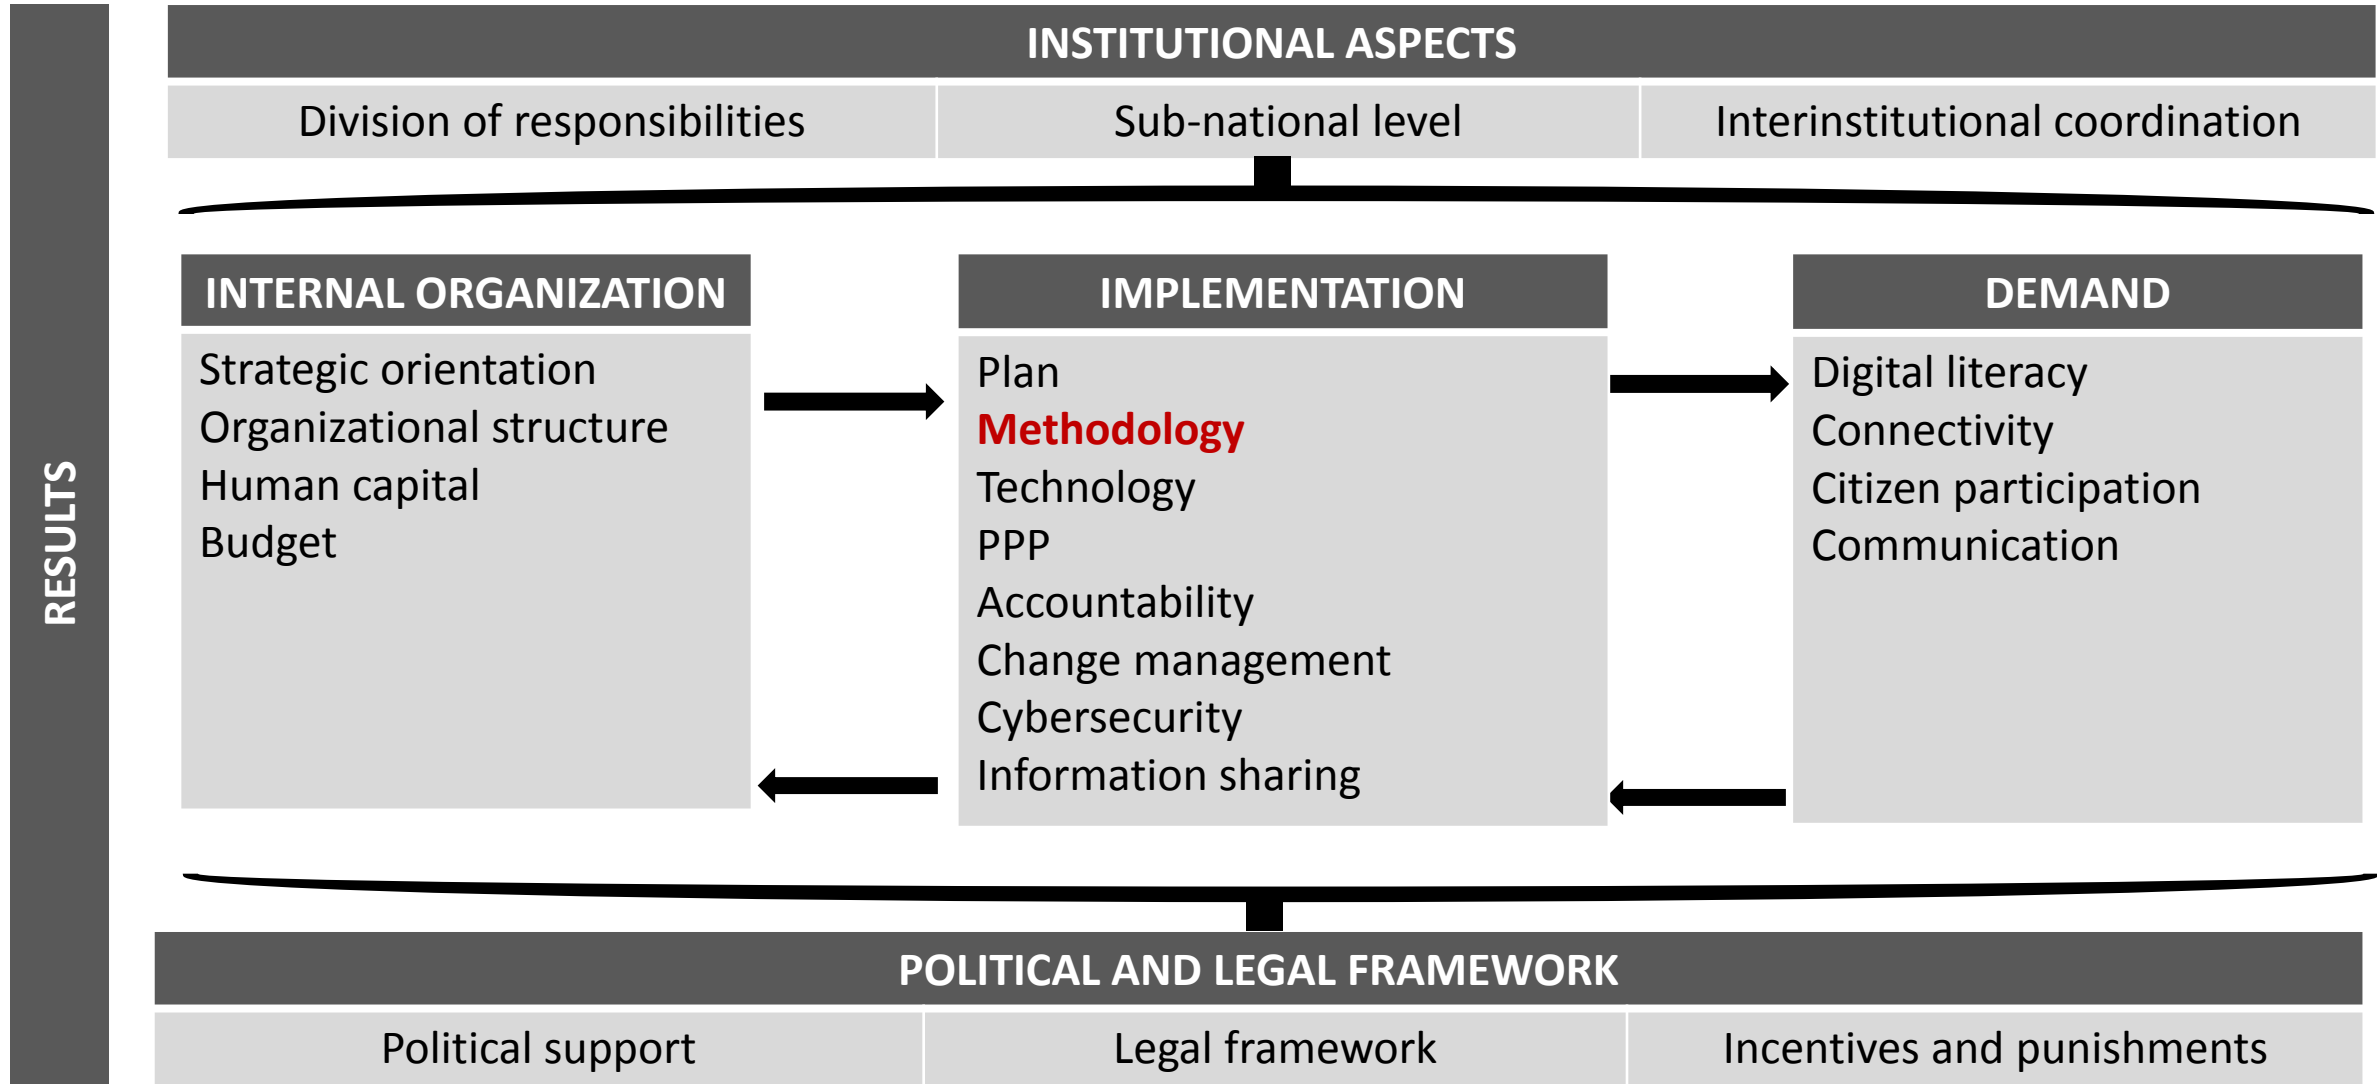 RESULTS
INSTITUTIONAL ASPECTS
Division of responsibilities
Sub-national level
Interinstitutional coordination
INTERNAL ORGANIZATION
Strategic orientation
Organizational structure
Human capital
Budget
IMPLEMENTATION
Plan
Methodology
Technology
PPP
Accountability
Change management
Cybersecurity
Information sharing
DEMAND
Digital literacy
Connectivity
Citizen participation
Communication
POLITICAL AND LEGAL FRAMEWORK
Political support
Legal framework
Incentives and punishments